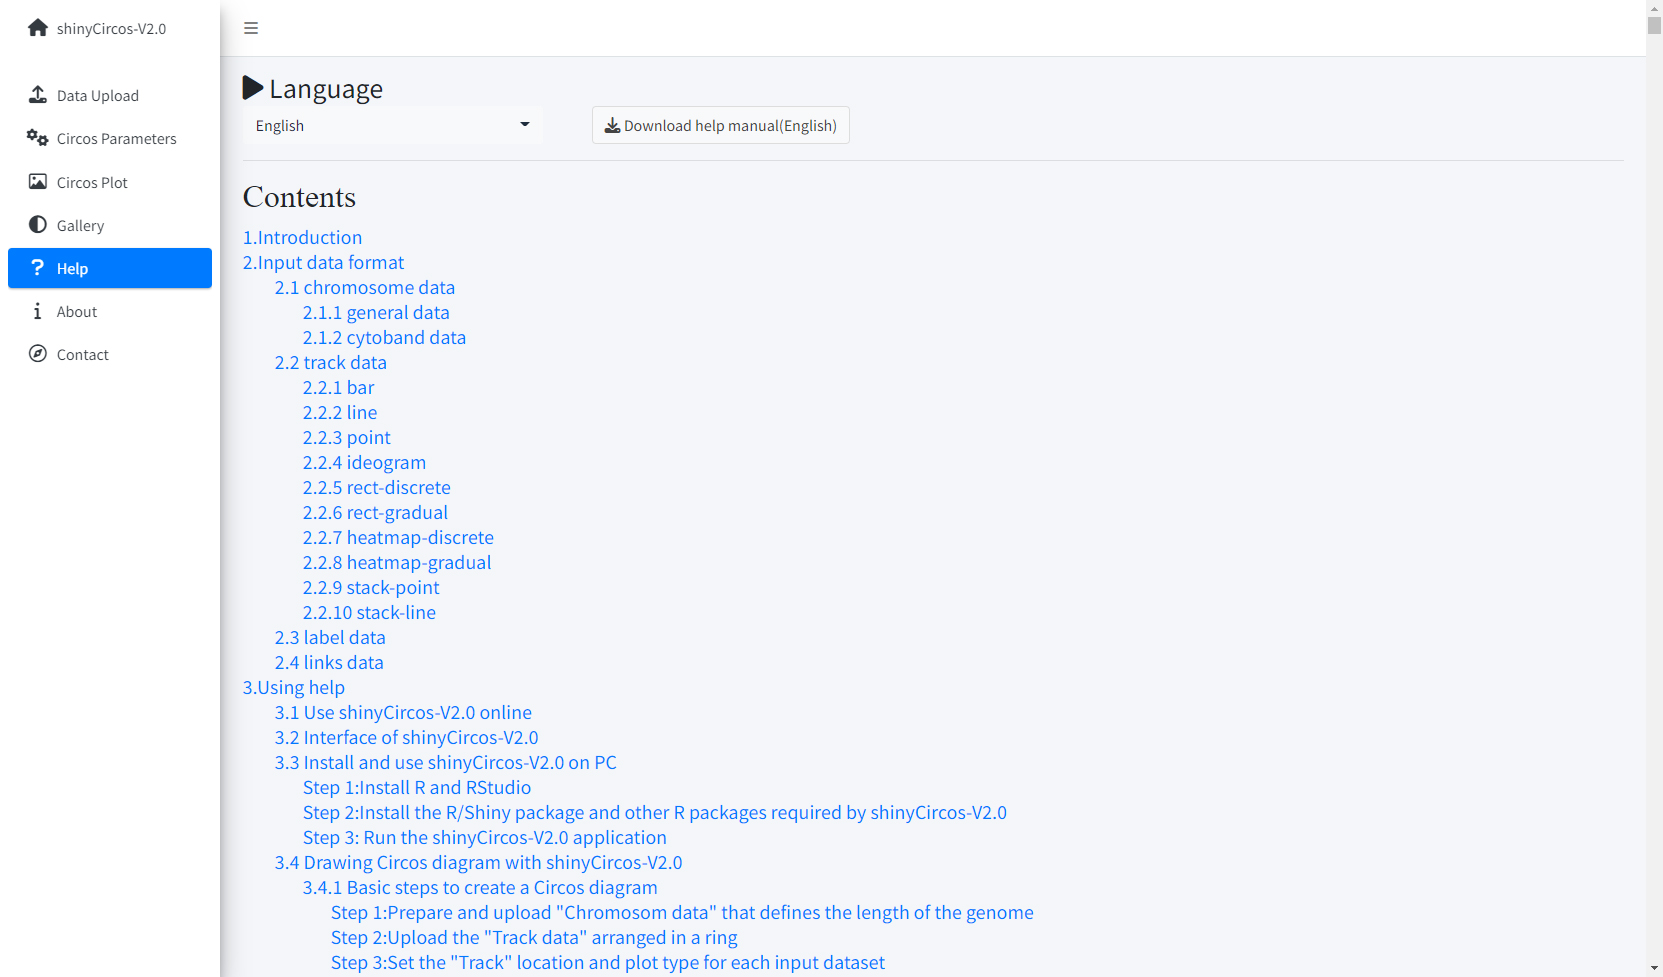 shinyCircos-V2.0
Data Upload
Circos Parameters
Circos Plot
Gallery
Help
About
Contact
Language
English
Download help manual(English)
Contents
1.Introduction
2.Input data format
2.1 chromosome data
2.1.1 general data
2.1.2 cytoband data
2.2 track data
2.2.1 bar
2.2.2 line
2.2.3 point
2.2.4 ideogram
2.2.5 rect-discrete
2.2.6 rect-gradual
2.2.7 heatmap-discrete
2.2.8 heatmap-gradual
2.2.9 stack-point
2.2.10 stack-line
2.3 label data
2.4 links data
3.Using help
3.1 Use shinyCircos-V2.0 online
3.2 Interface of shinyCircos-V2.0
3.3 Install and use shinyCircos-V2.0 on PC
Step 1:Install R and RStudio
Step 2:Install the R/Shiny package and other R packages required by shinyCircos-V2.0
Step 3: Run the shinyCircos-V2.0 application
3.4 Drawing Circos diagram with shinyCircos-V2.0
3.4.1 Basic steps to create a Circos diagram
Step 1:Prepare and upload "Chromosom data" that defines the length of the genome
Step 2:Upload the "Track data" arranged in a ring
Step 3:Set the "Track" location and plot type for each input dataset